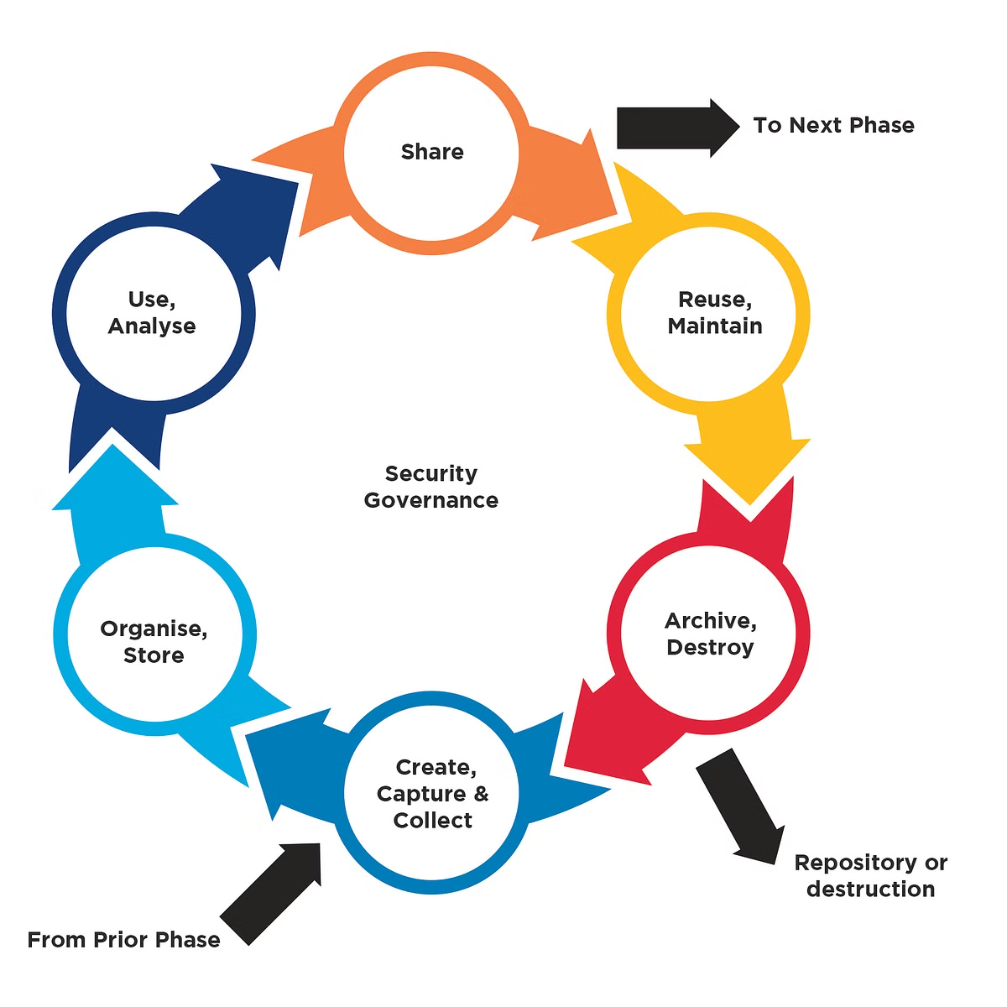 Share
To Next Phase
Use,
Analyse
Reuse,
Maintain
Security
Governance
Organise,
Store
Archive,
Destroy
Create,
Capture &
Collect
Repository or
destruction
From Prior Phase